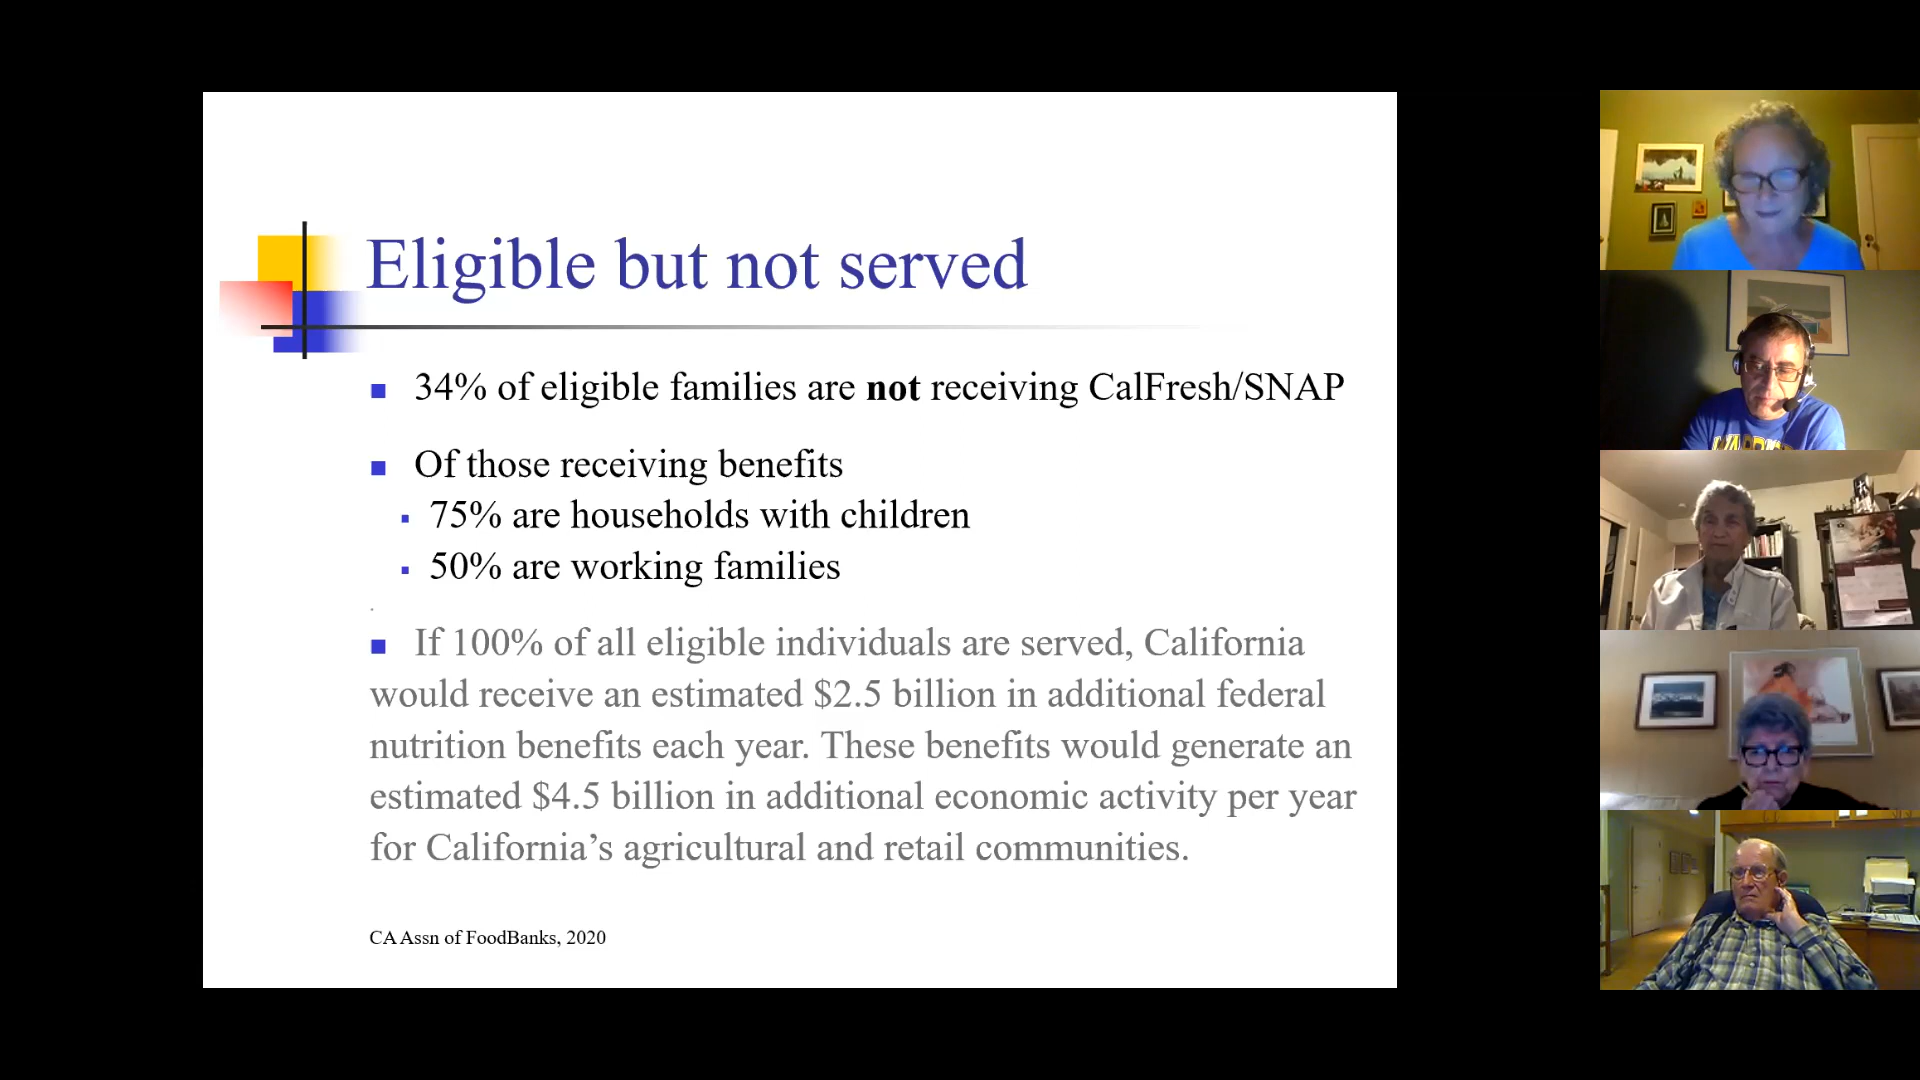 Eligible but not served
34% of eligible families are not receiving CalFresh/SNAP
Of those receiving benefits
75% are households with children
50% are working families
If 100% of all eligible individuals are served, California
would receive an estimated $2.5 billion in additional federal
nutrition benefits each year. These benefits would generate an
estimated $4.5 billion in additional economic activity per year
for California’s agricultural and retail communities.
CA Assn of FoodBanks, 2020